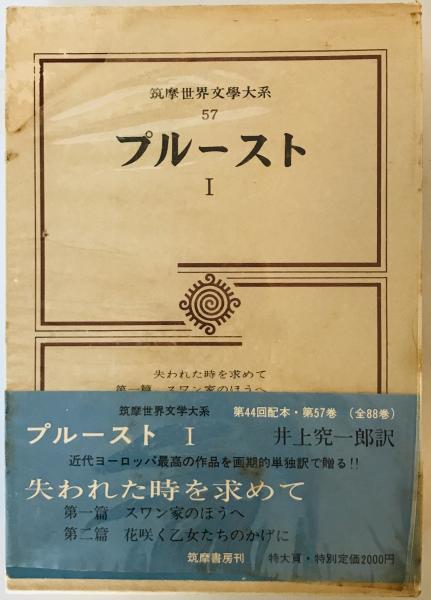 筑摩世界文學大系
57
プルースト
I
失われた時を求めて
第一篇 スワン家のほうへ
筑摩世界文学大系 第44回配本・第57巻 (全88巻)
プルースト I 井上究一郎訳
近代ヨーロッパ最高の作品を画期的単独訳で贈る!!
失われた時を求めて
第一篇 スワン家のほうへ
第二篇 花咲く乙女たちのかげに
筑摩書房刊 特大頁・特別定価2000円